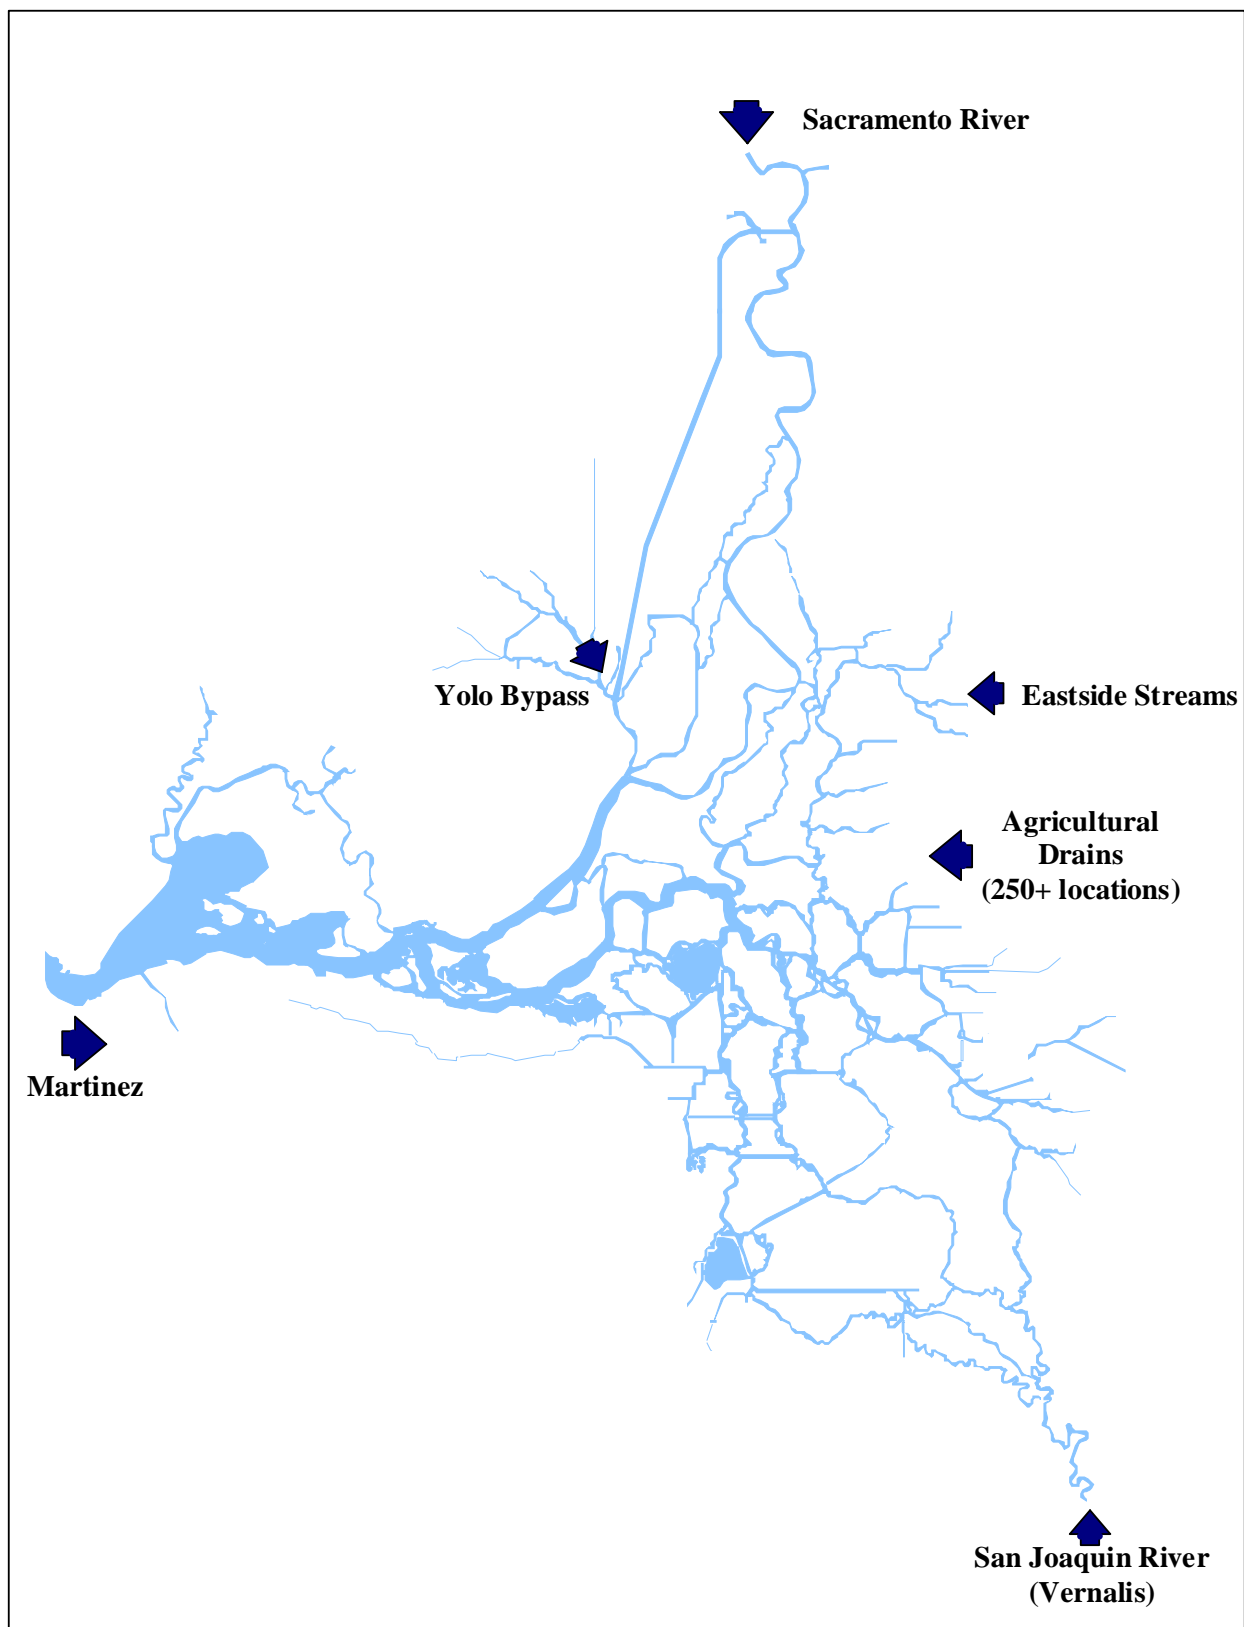 Sacramento River
Yolo Bypass
Eastside Streams
Agricultural
Drains
(250+ locations)
Martinez
San Joaquin River
(Vernalis)